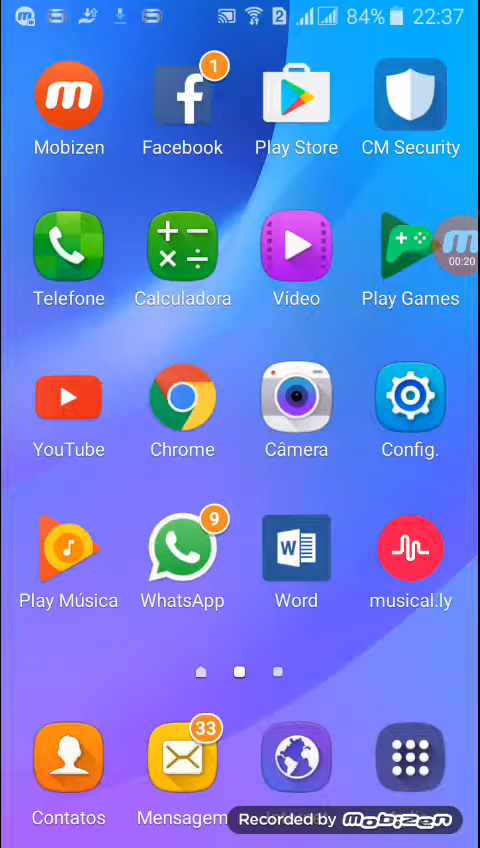 2 84% 22:37
1
Mobizen Facebook Play Store CM Security
00:20
Telefone Calculadora Vídeo Play Games
YouTube Chrome Câmera Config.
9
W
Play Música WhatsApp Word musical.ly
33
Contatos Mensagem
Recorded by mobizen